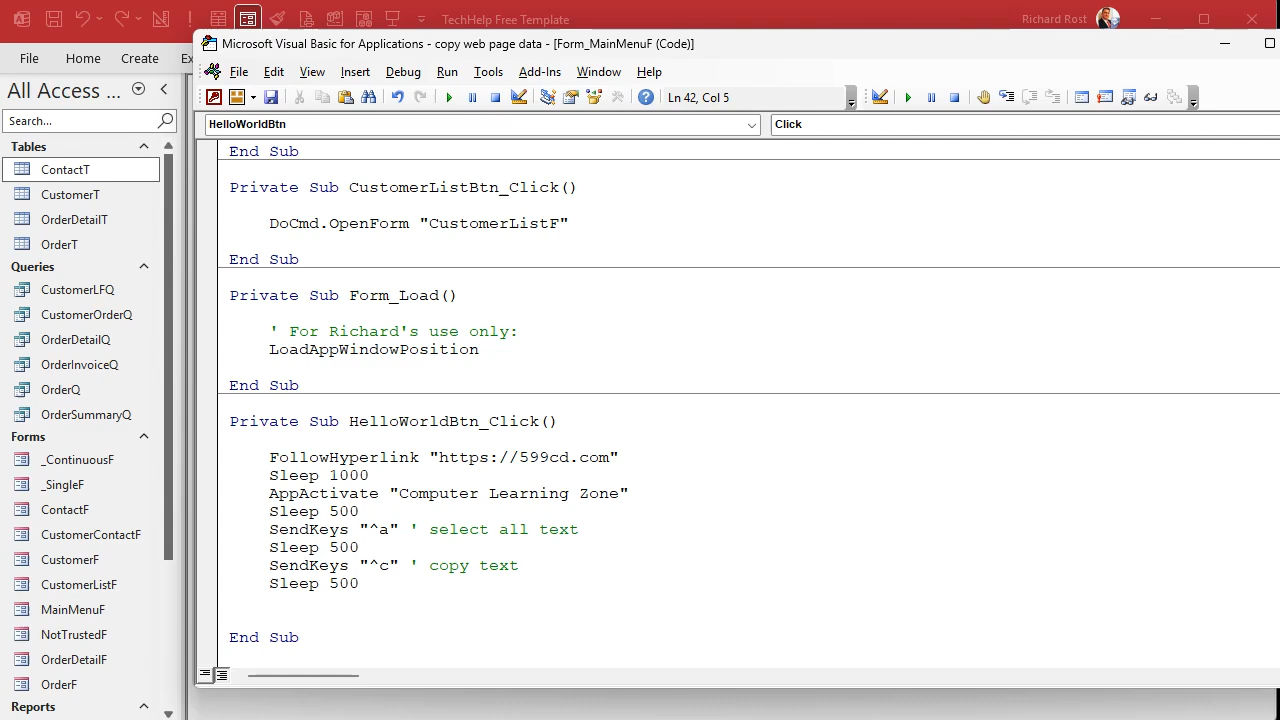 TechHelp Free Template
Richard Rost
File Home Create
All Access ...
Search...
Tables
ContactT
CustomerT
OrderDetailT
OrderT
Queries
CustomerLFQ
CustomerOrderQ
OrderDetailQ
OrderInvoiceQ
OrderQ
OrderSummaryQ
Forms
_ContinuousF
_SingleF
ContactF
CustomerContactF
CustomerF
CustomerListF
MainMenuF
NotTrustedF
OrderDetailF
OrderF
Reports
Microsoft Visual Basic for Applications - copy web page data - [Form_MainMenuF (Code)]
File Edit View Insert Format Debug Run Tools Add-Ins Window Help
Ln 42, Col 5
HelloWorldBtn
Click
End Sub
Private Sub CustomerListBtn_Click()
DoCmd.OpenForm "CustomerListF"
End Sub
Private Sub Form_Load()
' For Richard's use only:
LoadAppWindowPosition
End Sub
Private Sub HelloWorldBtn_Click()
FollowHyperlink "https://599cd.com"
Sleep 1000
AppActivate "Computer Learning Zone"
Sleep 500
SendKeys "^a" ' select all text
Sleep 500
SendKeys "^c" ' copy text
Sleep 500
End Sub